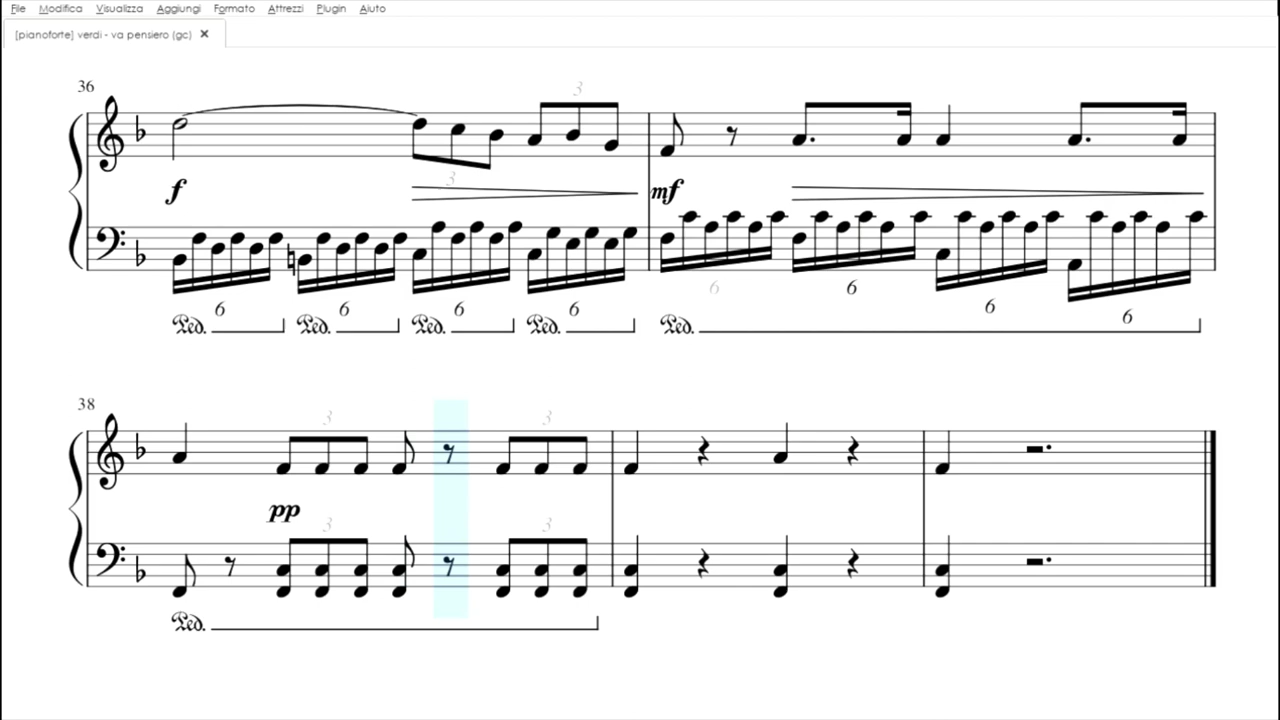 File Modifica Visualizza Aggiungi Formato Attrezzi Plugin Aiuto
[pianoforte] verdi - va pensiero (gc) ×
36
3
3
f mf
6 6 6 6 6 6 6 6
Ped. Ped. Ped. Ped. Ped.
38
3 3
pp
3 3
Ped.